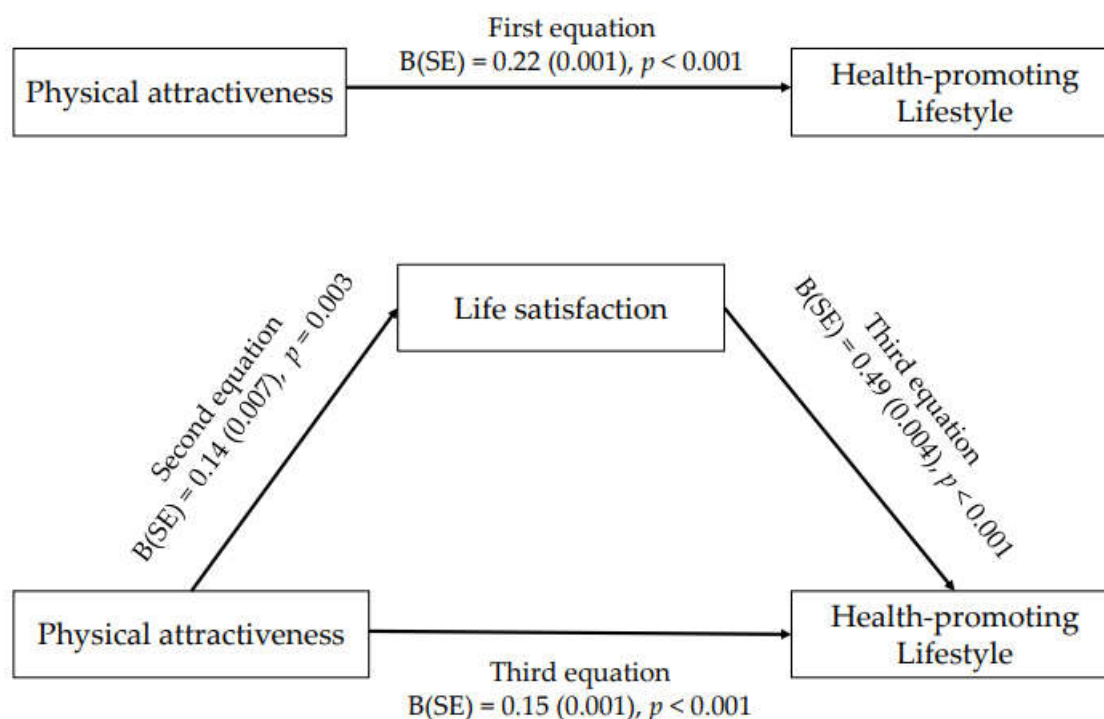 First equation
B(SE) = 0.22 (0.001), p < 0.001
Physical attractiveness
Health-promoting
Lifestyle
Life satisfaction
Second equation
B(SE) = 0.14 (0.007), p = 0.003
Third equation
B(SE) = 0.49 (0.004), p < 0.001
Physical attractiveness
Health-promoting
Lifestyle
Third equation
B(SE) = 0.15 (0.001), p < 0.001